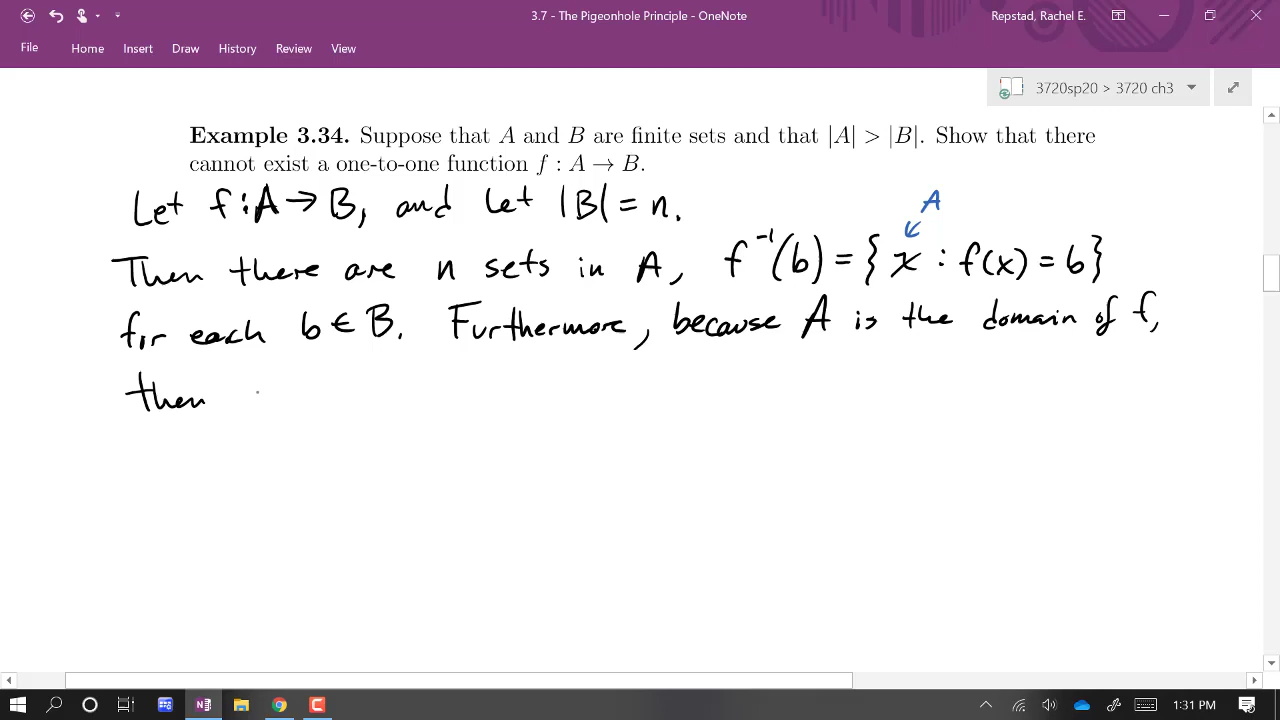 3.7 - The Pigeonhole Principle - OneNote
Repstad, Rachel E.
File Home Insert Draw History Review View
3720sp20 > 3720 ch3
Example 3.34. Suppose that A and B are finite sets and that |A| > |B|. Show that there
cannot exist a one-to-one function f : A → B.
Let f : A → B, and let |B| = n.
A
↙
Then there are n sets in A, f⁻¹(b) = { x : f(x) = b}
for each b ∈ B. Furthermore, because A is the domain of f,
then
1:31 PM